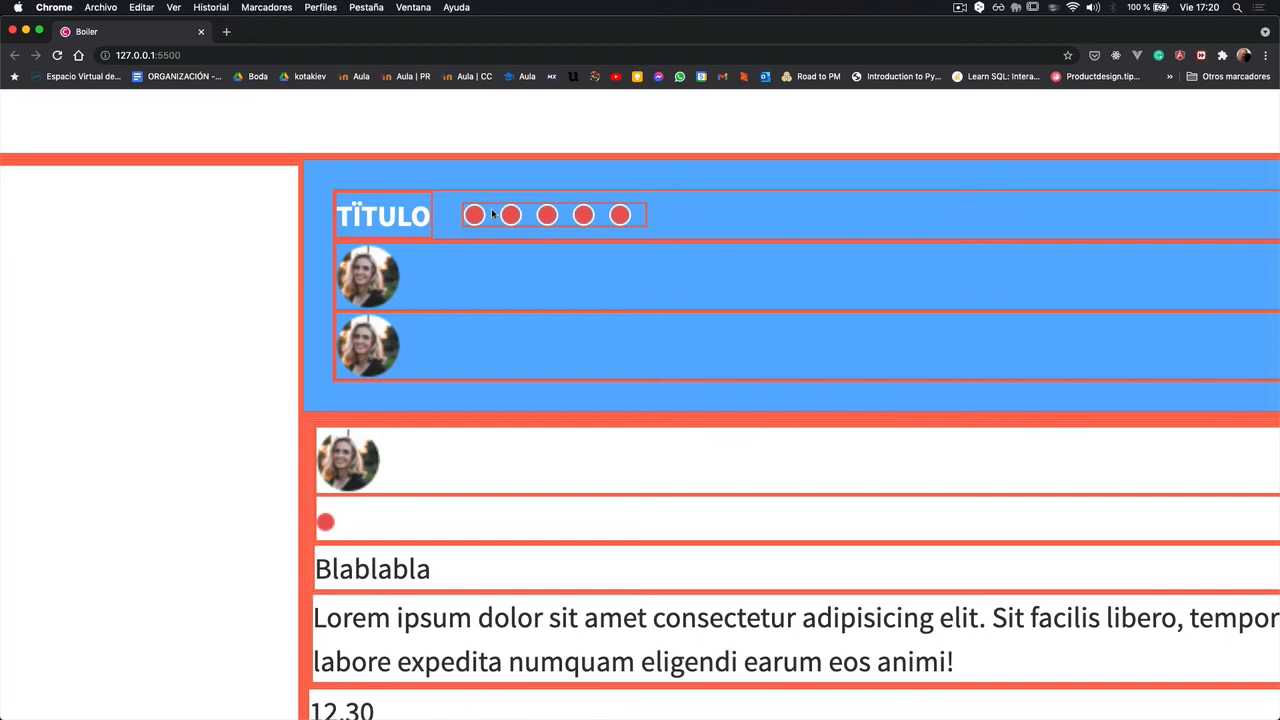 Chrome Archivo Editar Ver Historial Marcadores Perfiles Pestaña Ventana Ayuda 100 % Vie 17:20
Boiler
127.0.0.1:5500
Espacio Virtual de... ORGANIZACIÓN -... Boda kotakiev Aula Aula | PR Aula | CC Aula Road to PM Introduction to Py... Learn SQL: Intera... Productdesign.tip... » Otros marcadores
TÏTULO
Blablabla
Lorem ipsum dolor sit amet consectetur adipisicing elit. Sit facilis libero, tempor
labore expedita numquam eligendi earum eos animi!
12.30